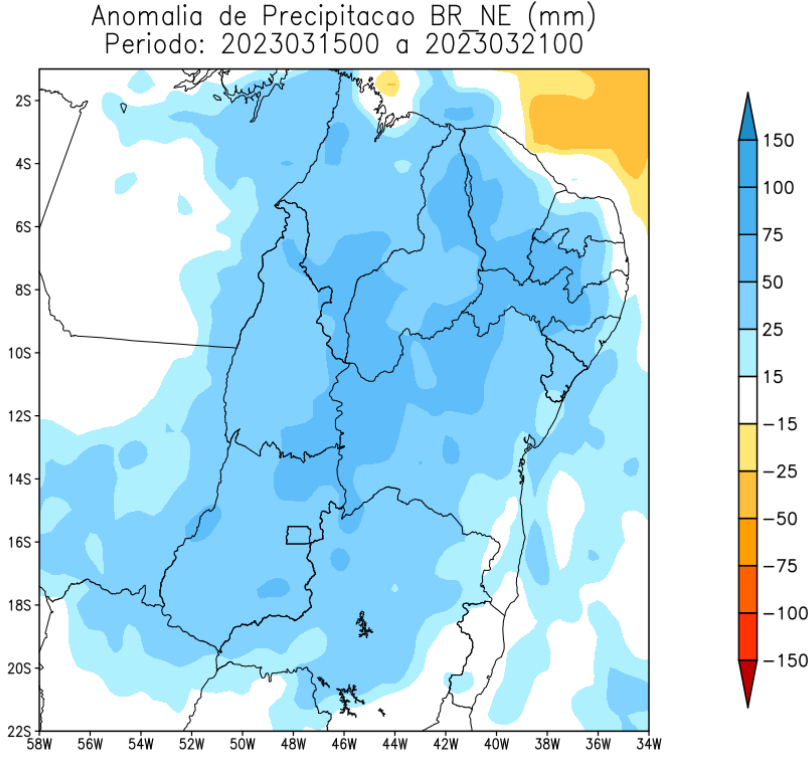 Anomalia de Precipitacao BR_NE (mm)
Periodo: 2023031500 a 2023032100
2S
4S
6S
8S
10S
12S
14S
16S
18S
20S
22S
58W 56W 54W 52W 50W 48W 46W 44W 42W 40W 38W 36W 34W
150
100
75
50
25
15
-15
-25
-50
-75
-100
-150